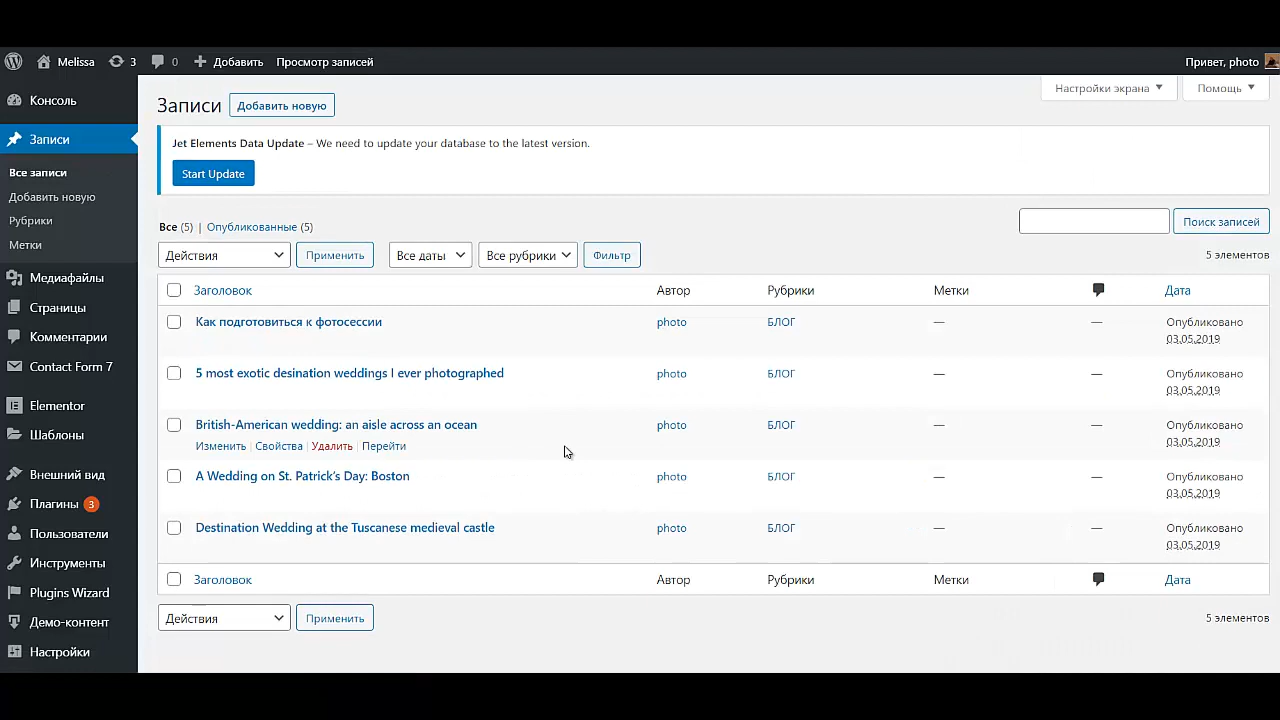 Melissa 3 0 Добавить Просмотр записей Привет, photo
Консоль
Записи
Все записи
Добавить новую
Рубрики
Метки
Медиафайлы
Страницы
Комментарии
Contact Form 7
Elementor
Шаблоны
Внешний вид
Плагины 3
Пользователи
Инструменты
Plugins Wizard
Демо-контент
Настройки
Настройки экрана Помощь
Записи Добавить новую
Jet Elements Data Update – We need to update your database to the latest version.
Start Update
Все (5) | Опубликованные (5)
Поиск записей
Действия Применить Все даты Все рубрики Фильтр 5 элементов
Заголовок Автор Рубрики Метки Дата
Как подготовиться к фотосессии photo БЛОГ — — Опубликовано
03.05.2019
5 most exotic desination weddings I ever photographed photo БЛОГ — — Опубликовано
03.05.2019
British-American wedding: an aisle across an ocean photo БЛОГ — — Опубликовано
Изменить | Свойства | Удалить | Перейти 03.05.2019
A Wedding on St. Patrick's Day: Boston photo БЛОГ — — Опубликовано
03.05.2019
Destination Wedding at the Tuscanese medieval castle photo БЛОГ — — Опубликовано
03.05.2019
Заголовок Автор Рубрики Метки Дата
Действия Применить 5 элементов